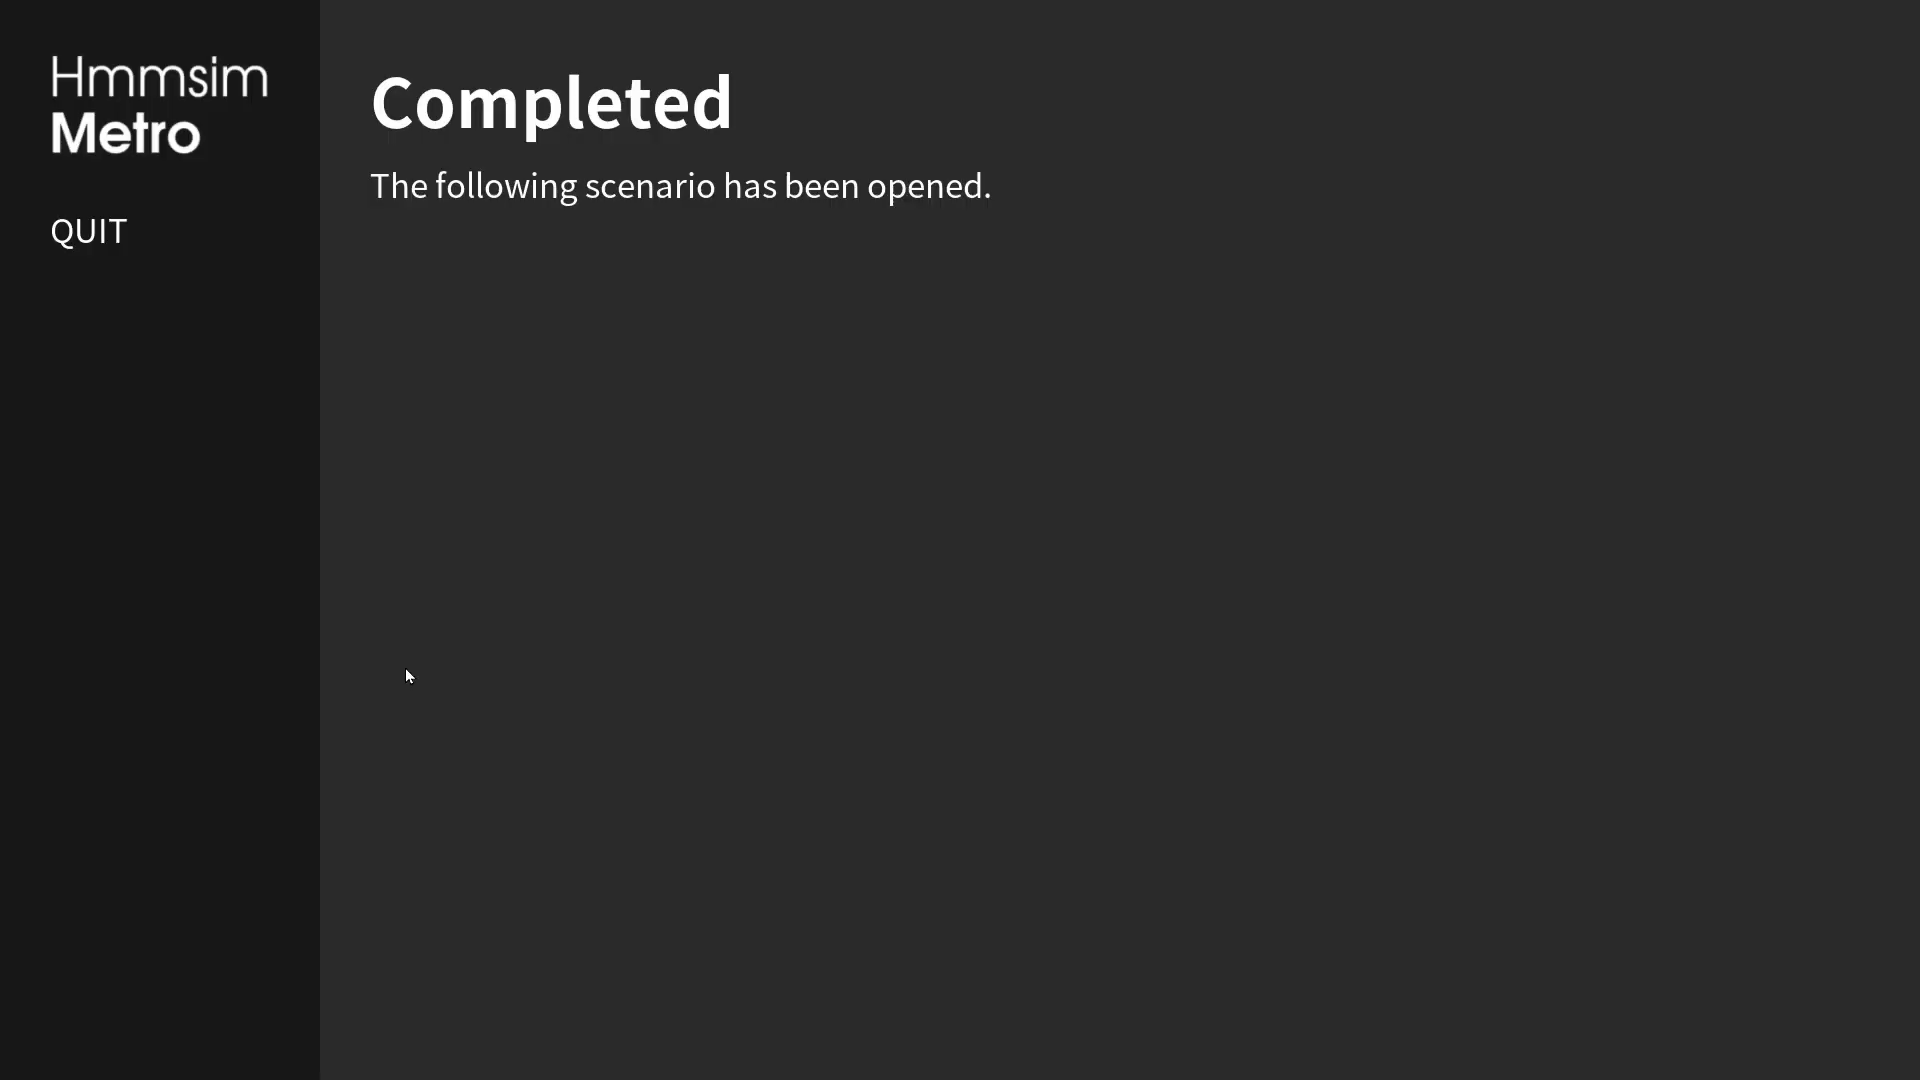 Hmmsim
Metro
QUIT
Completed
The following scenario has been opened.